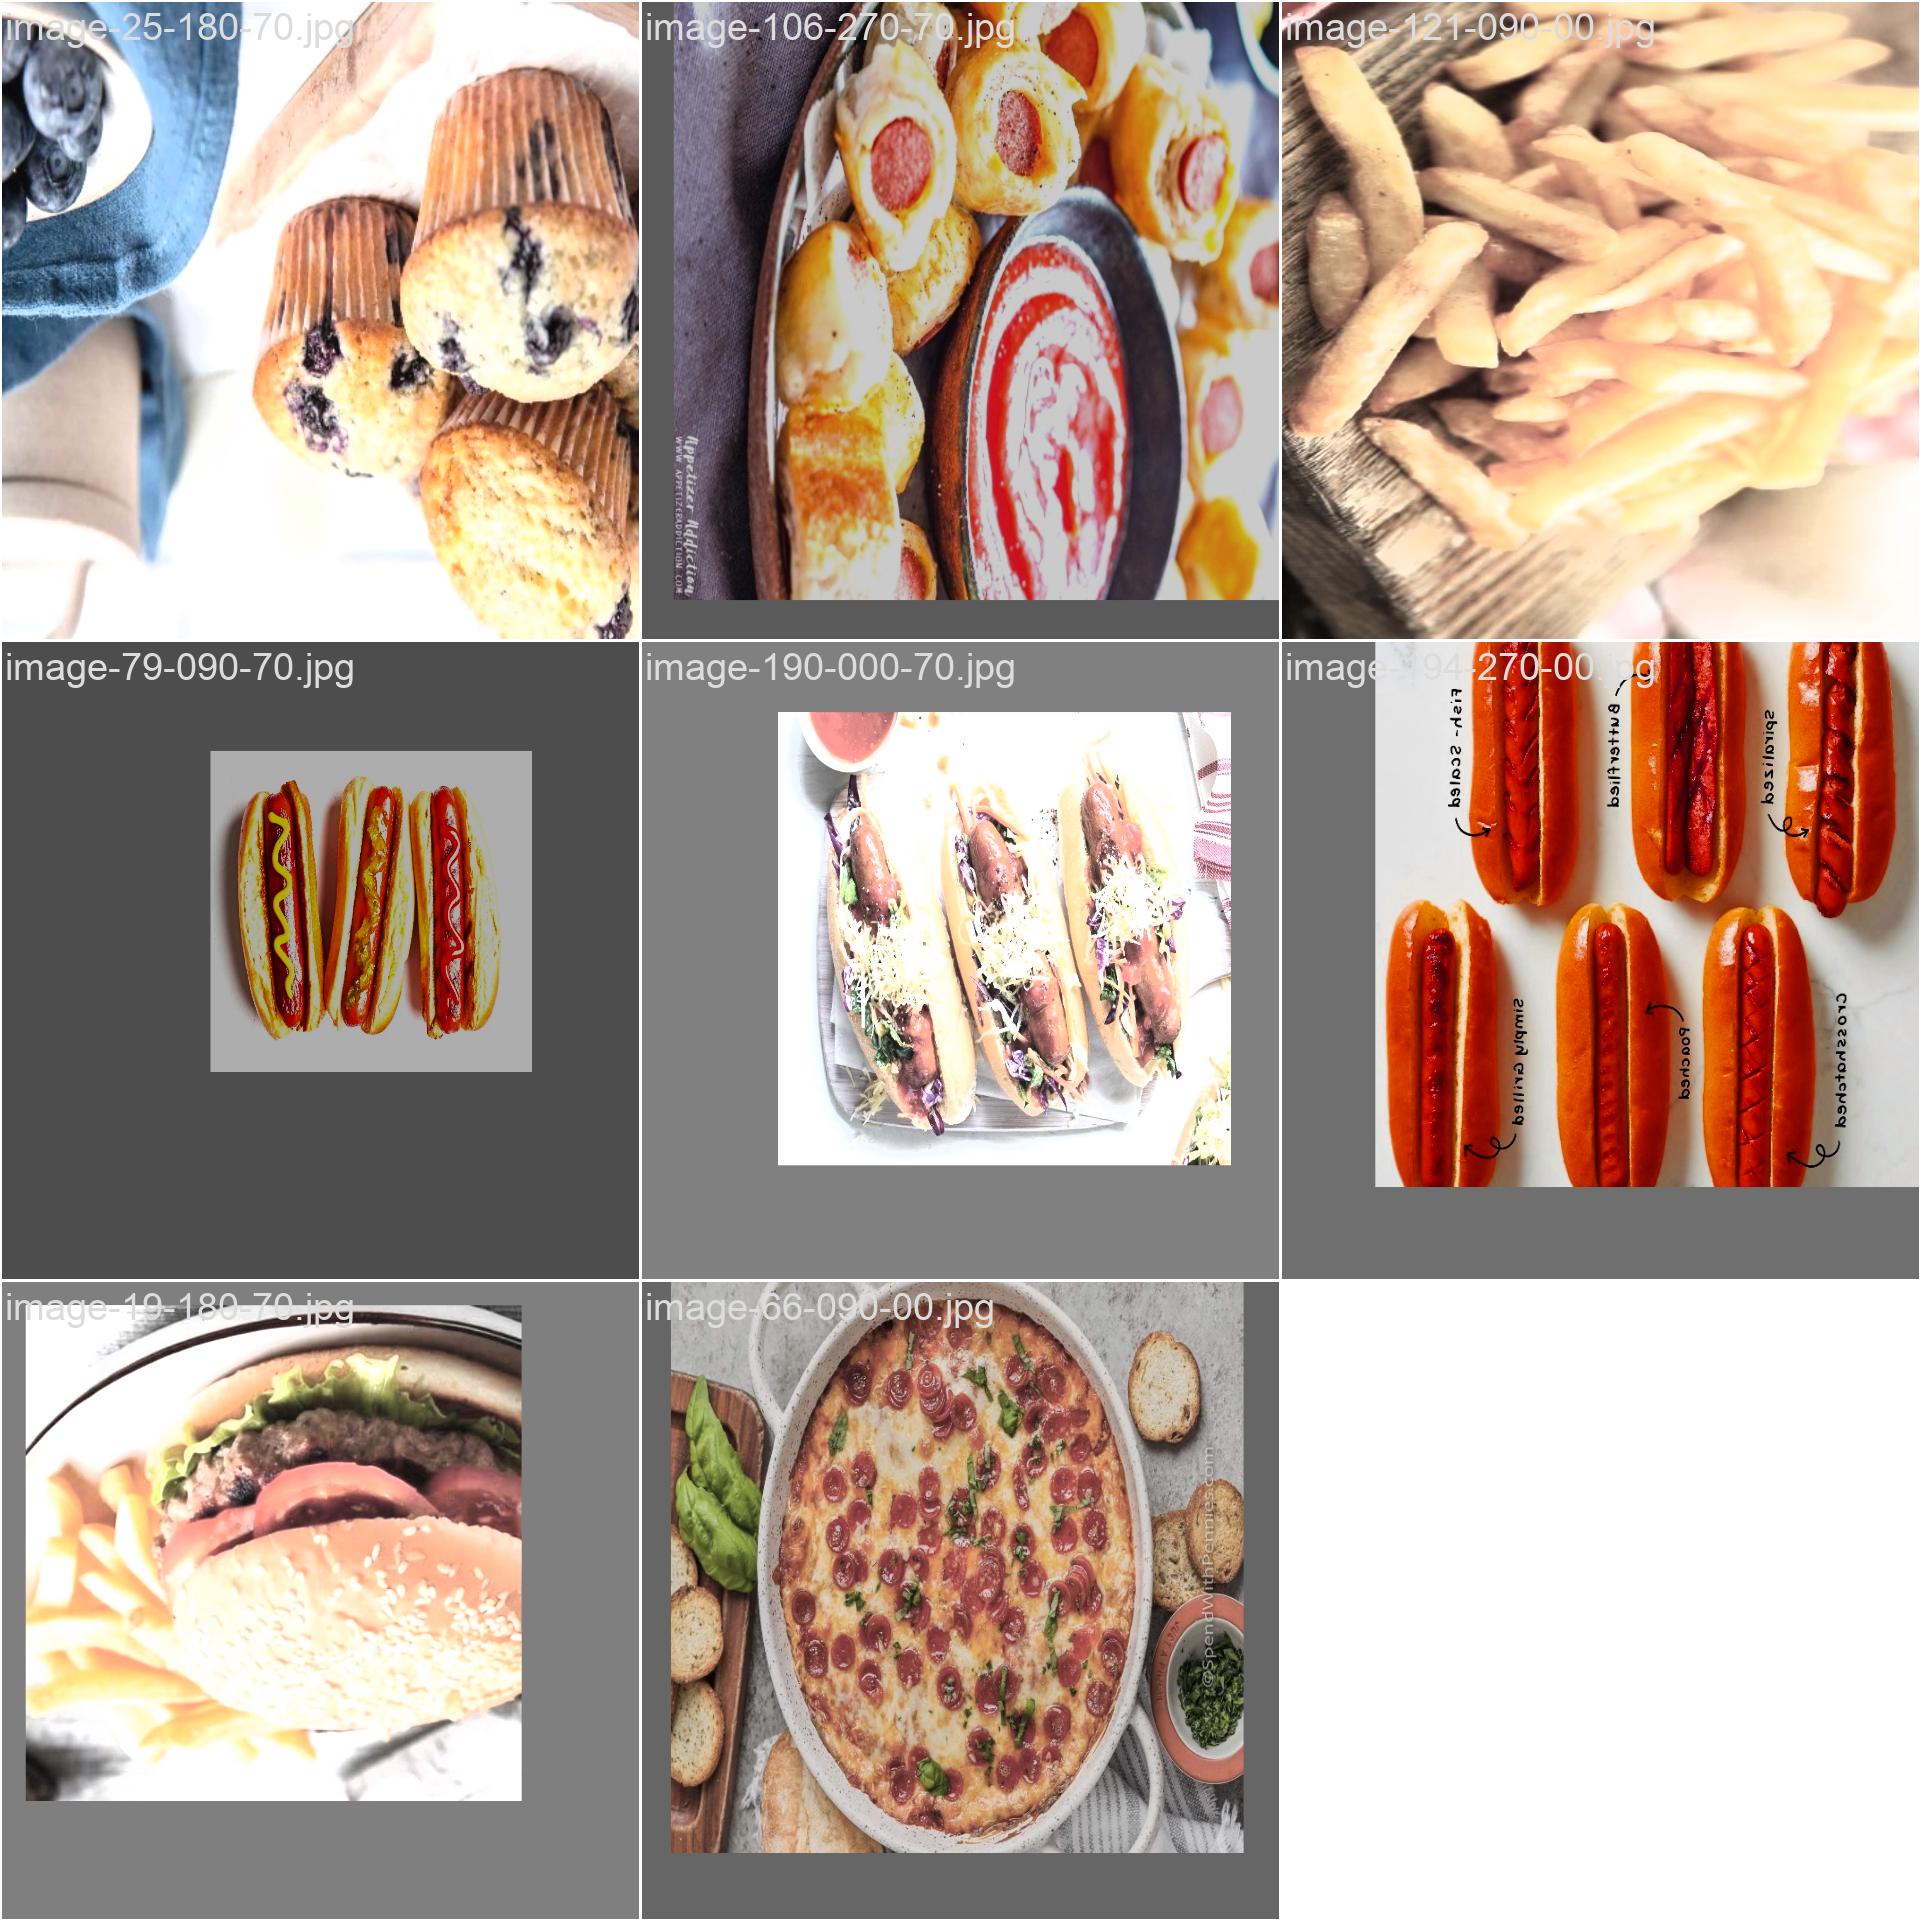 image-25-180-70.jpg
image-106-270-70.jpg
image-121-090-00.jpg
Appetizer Addiction
WWW.APPETIZERADDICTION.COM
image-79-090-70.jpg
image-190-000-70.jpg
image-194-270-00.jpg
Fish-Scaled
Butterflied
Spiralized
Simply Grilled
Poached
Crosshatched
image-19-180-70.jpg
image-66-090-00.jpg
@SpendWithPennies.com